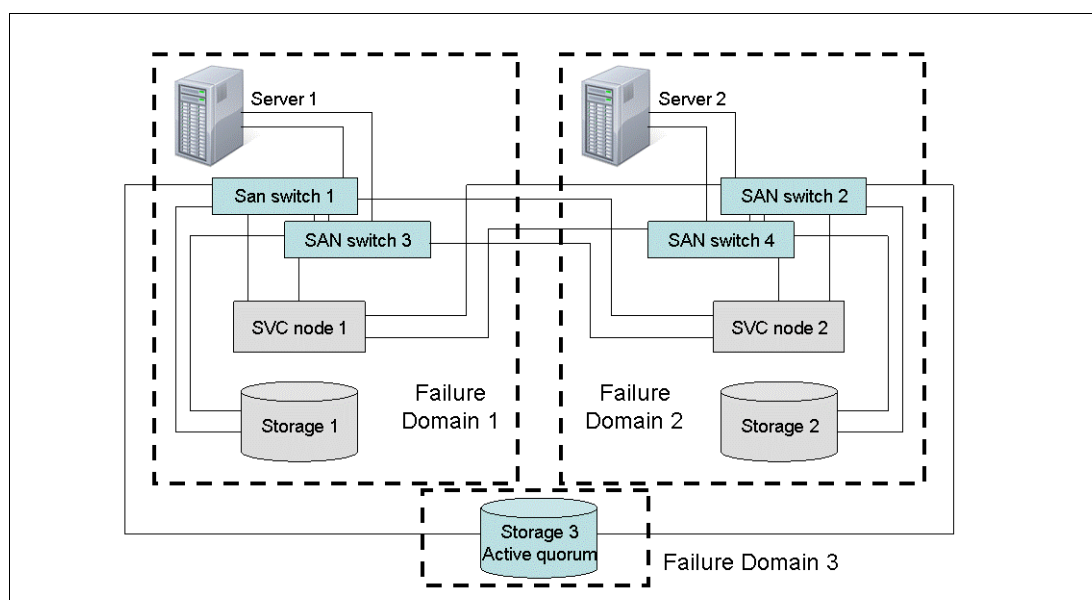 Server 1
Server 2
San switch 1
SAN switch 2
SAN switch 3
SAN switch 4
SVC node 1
SVC node 2
Failure
Domain 1
Failure
Domain 2
Storage 1
Storage 2
Storage 3
Active quorum
Failure Domain 3